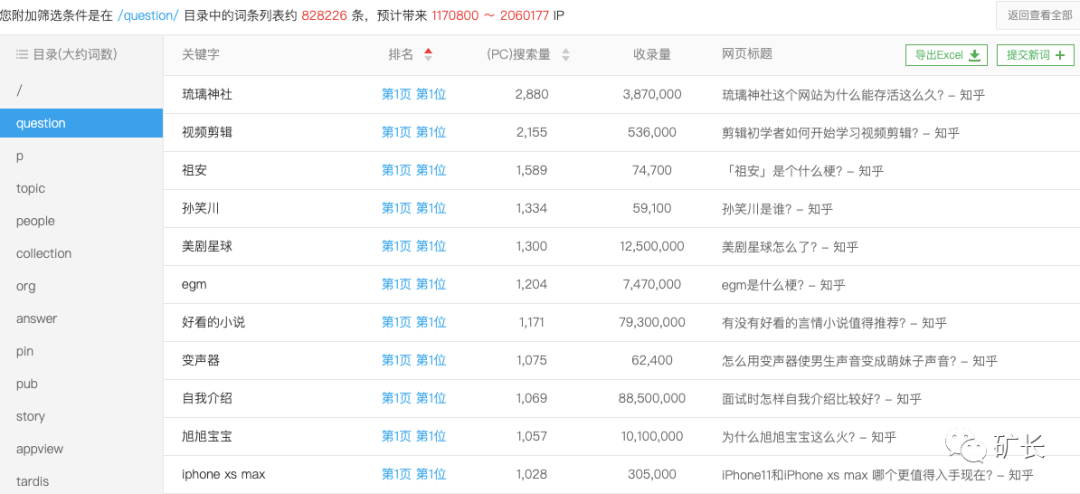 您附加筛选条件是在 /question/ 目录中的词条列表约 828226 条，预计带来 1170800 ～ 2060177 IP 返回查看全部
目录(大约词数) 关键字 排名 (PC)搜索量 收录量 网页标题 导出Excel 提交新词
/ 琉璃神社 第1页 第1位 2,880 3,870,000 琉璃神社这个网站为什么能存活这么久? - 知乎
question 视频剪辑 第1页 第1位 2,155 536,000 剪辑初学者如何开始学习视频剪辑? - 知乎
p 祖安 第1页 第1位 1,589 74,700 「祖安」是个什么梗? - 知乎
topic 孙笑川 第1页 第1位 1,334 59,100 孙笑川是谁? - 知乎
people 美剧星球 第1页 第1位 1,300 12,500,000 美剧星球怎么了? - 知乎
collection egm 第1页 第1位 1,204 7,470,000 egm是什么梗? - 知乎
org 好看的小说 第1页 第1位 1,171 79,300,000 有没有好看的言情小说值得推荐? - 知乎
answer 变声器 第1页 第1位 1,075 62,400 怎么用变声器使男生声音变成萌妹子声音? - 知乎
pin 自我介绍 第1页 第1位 1,069 88,500,000 面试时怎样自我介绍比较好? - 知乎
pub 旭旭宝宝 第1页 第1位 1,057 10,100,000 为什么旭旭宝宝这么火? - 知乎
story iphone xs max 第1页 第1位 1,028 305,000 iPhone11和iPhone xs max 哪个更值得入手现在? - 知乎
appview
tardis
矿长